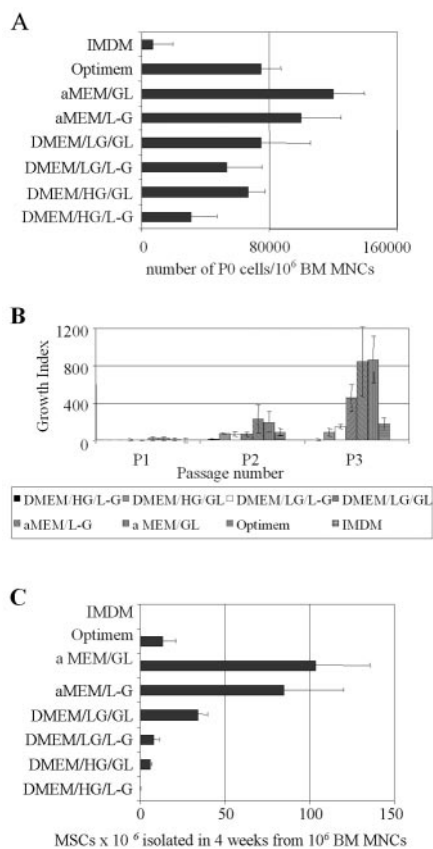 A
IMDM
Optimem
aMEM/GL
aMEM/L-G
DMEM/LG/GL
DMEM/LG/L-G
DMEM/HG/GL
DMEM/HG/L-G
0 80000 160000
number of P0 cells/10⁶ BM MNCs
B
1200
800
400
0
Growth Index
P1 P2 P3
Passage number
DMEM/HG/L-G DMEM/HG/GL DMEM/LG/L-G DMEM/LG/GL
aMEM/L-G a MEM/GL Optimem IMDM
C
IMDM
Optimem
a MEM/GL
aMEM/L-G
DMEM/LG/GL
DMEM/LG/L-G
DMEM/HG/GL
DMEM/HG/L-G
0 50 100 150
MSCs x 10⁶ isolated in 4 weeks from 10⁶ BM MNCs